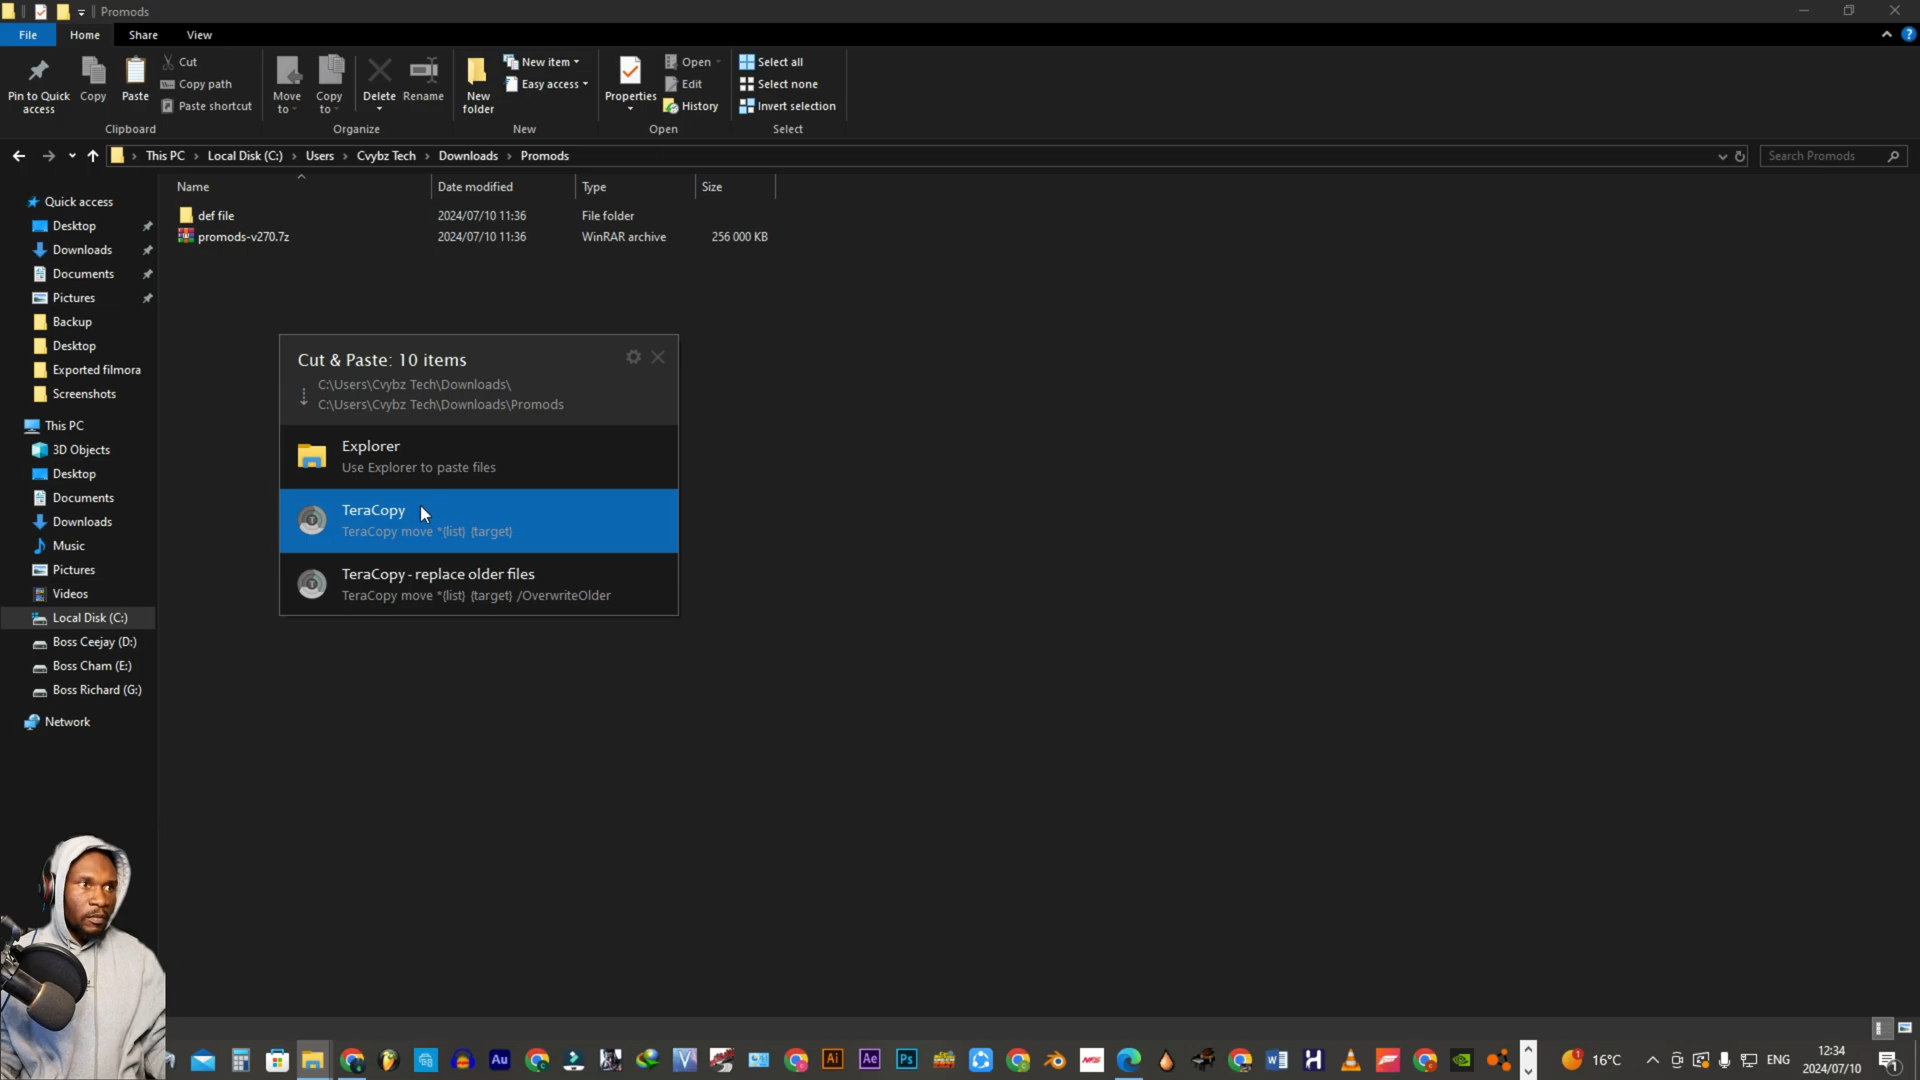 Promods
File
Home
Share
View
Pin to Quick access
Copy
Paste
Cut
Copy path
Paste shortcut
Clipboard
Move to
Copy to
Delete
Rename
Organize
New folder
New item
Easy access
New
Properties
Open
Edit
History
Open
Select all
Select none
Invert selection
Select
This PC
Local Disk (C:)
Users
Cvybz Tech
Downloads
Promods
Search Promods
Name
Date modified
Type
Size
def file
2024/07/10 11:36
File folder
promods-v270.7z
2024/07/10 11:36
WinRAR archive
256 000 KB
Quick access
Desktop
Downloads
Documents
Pictures
Backup
Desktop
Exported filmora
Screenshots
This PC
3D Objects
Desktop
Documents
Downloads
Music
Pictures
Videos
Local Disk (C:)
Boss Ceejay (D:)
Boss Cham (E:)
Boss Richard (G:)
Network
Cut & Paste: 10 items
C:\Users\Cvybz Tech\Downloads\
C:\Users\Cvybz Tech\Downloads\Promods
Explorer
Use Explorer to paste files
TeraCopy
TeraCopy move *{list} {target}
TeraCopy - replace older files
TeraCopy move *{list} {target} /OverwriteOlder
Au
Ai
Ae
Ps
16°C
ENG
12:34
2024/07/10